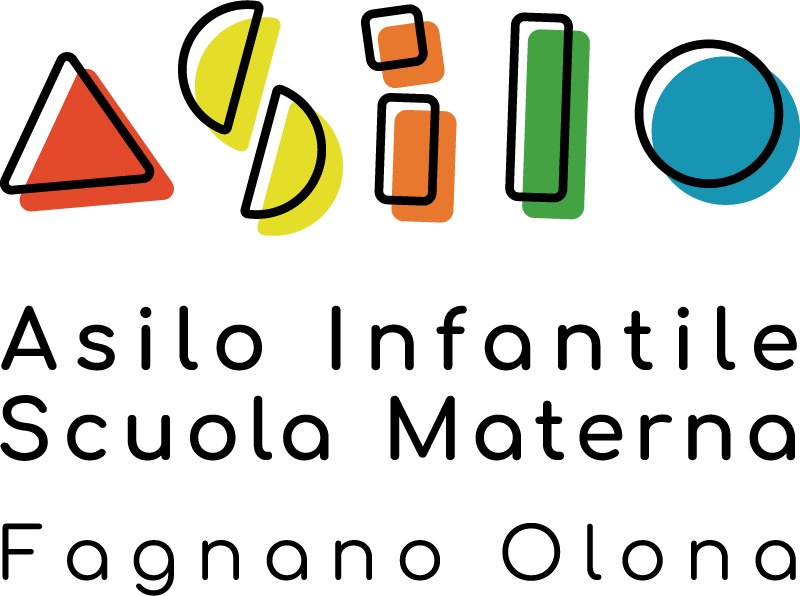 ASilO
Asilo Infantile
Scuola Materna
Fagnano Olona